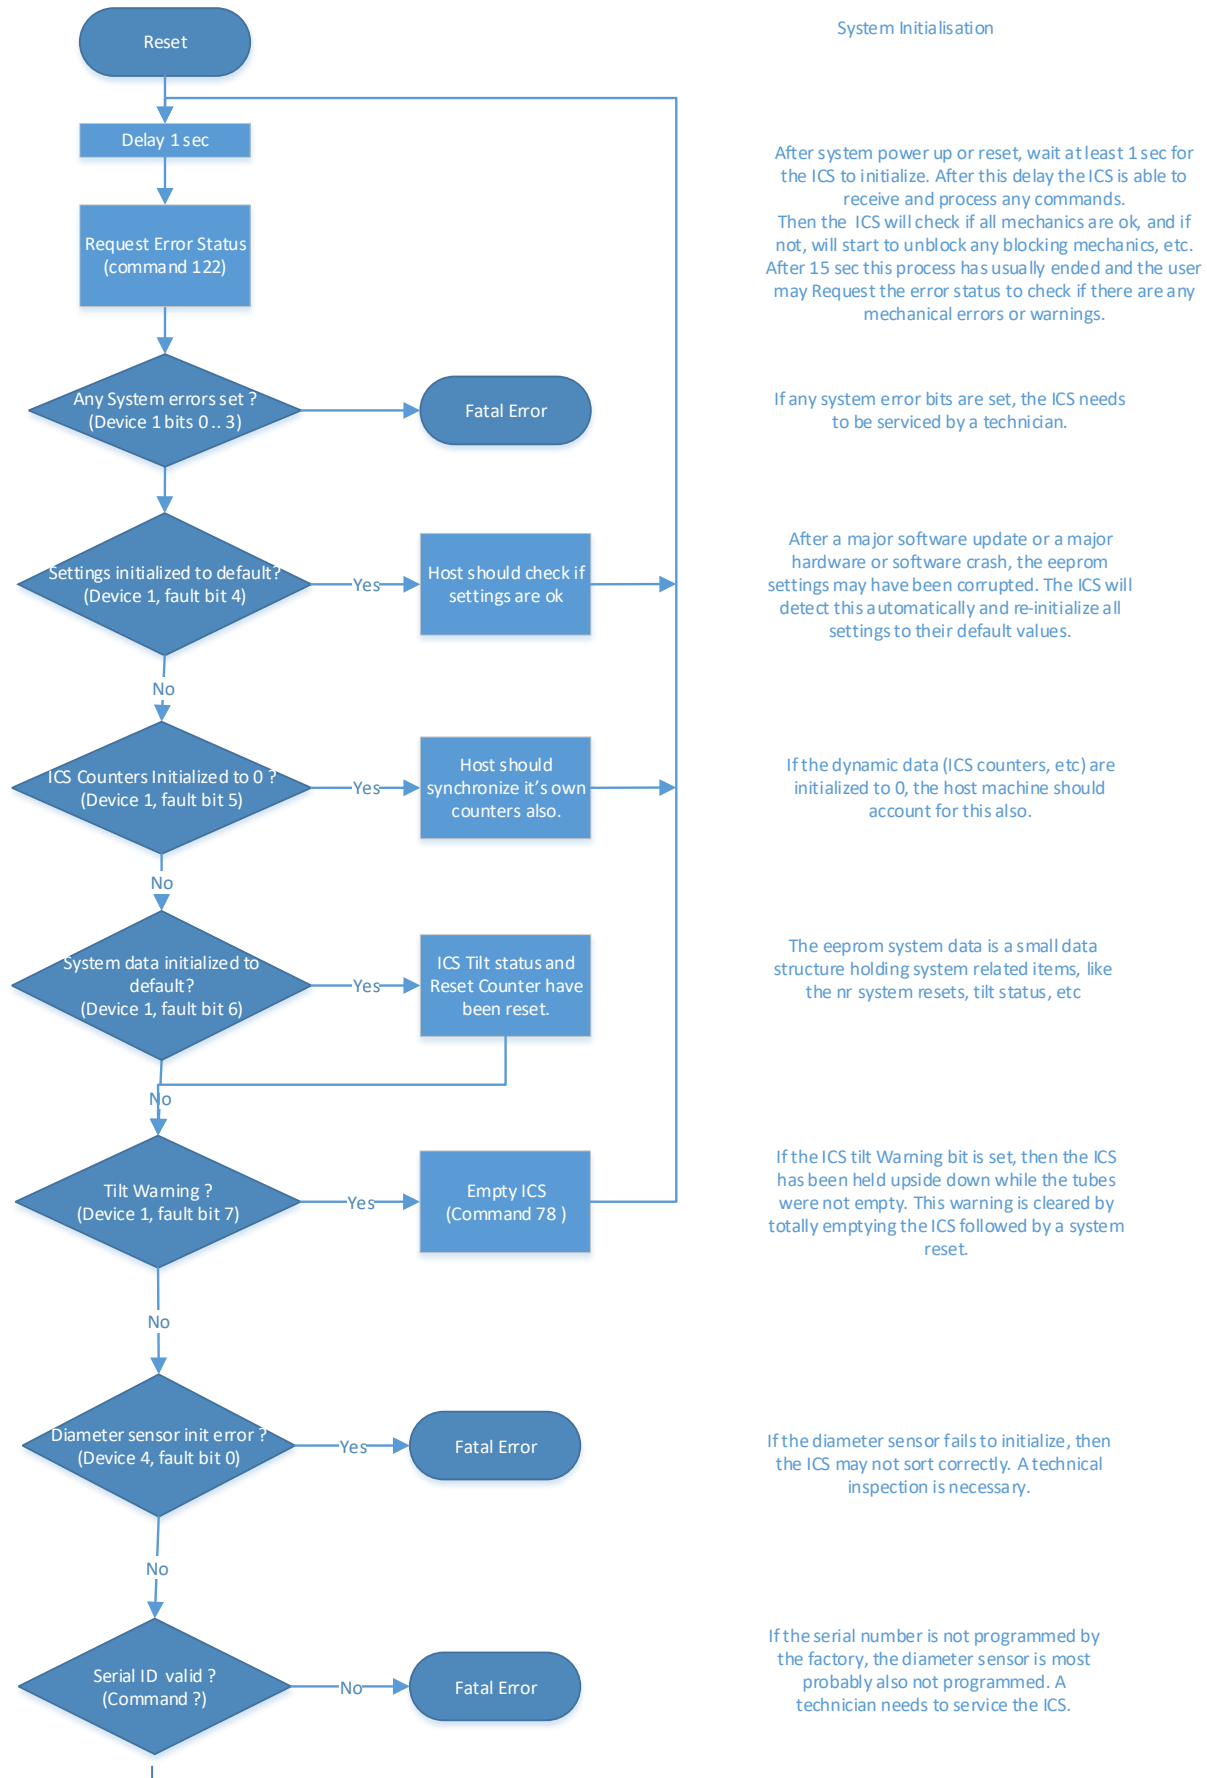 Reset
System Initialisation
Delay 1 sec
After system power up or reset, wait at least 1 sec for
the ICS to initialize. After this delay the ICS is able to
receive and process any commands.
Then the ICS will check if all mechanics are ok, and if
not, will start to unblock any blocking mechanics, etc.
After 15 sec this process has usually ended and the user
may Request the error status to check if there are any
mechanical errors or warnings.
Request Error Status
(command 122)
Any System errors set ?
(Device 1 bits 0 .. 3)
Fatal Error
If any system error bits are set, the ICS needs
to be serviced by a technician.
Settings initialized to default?
(Device 1, fault bit 4)
Yes
Host should check if
settings are ok
After a major software update or a major
hardware or software crash, the eeprom
settings may have been corrupted. The ICS will
detect this automatically and re-initialize all
settings to their default values.
No
ICS Counters Initialized to 0 ?
(Device 1, fault bit 5)
Yes
Host should
synchronize it's own
counters also.
If the dynamic data (ICS counters, etc) are
initialized to 0, the host machine should
account for this also.
No
System data initialized to
default?
(Device 1, fault bit 6)
Yes
ICS Tilt status and
Reset Counter have
been reset.
The eeprom system data is a small data
structure holding system related items, like
the nr system resets, tilt status, etc
No
Tilt Warning ?
(Device 1, fault bit 7)
Yes
Empty ICS
(Command 78 )
If the ICS tilt Warning bit is set, then the ICS
has been held upside down while the tubes
were not empty. This warning is cleared by
totally emptying the ICS followed by a system
reset.
No
Diameter sensor init error ?
(Device 4, fault bit 0)
Yes
Fatal Error
If the diameter sensor fails to initialize, then
the ICS may not sort correctly. A technical
inspection is necessary.
No
Serial ID valid ?
(Command ?)
No
Fatal Error
If the serial number is not programmed by
the factory, the diameter sensor is most
probably also not programmed. A
technician needs to service the ICS.